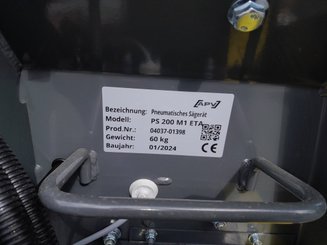 APV
Bezeichnung: Pneumatisches Sägerät
Modell: PS 200 M1 ETA
Prod.Nr.: 04037-01398
Gewicht: 60 kg
Baujahr: 01/2024
CE